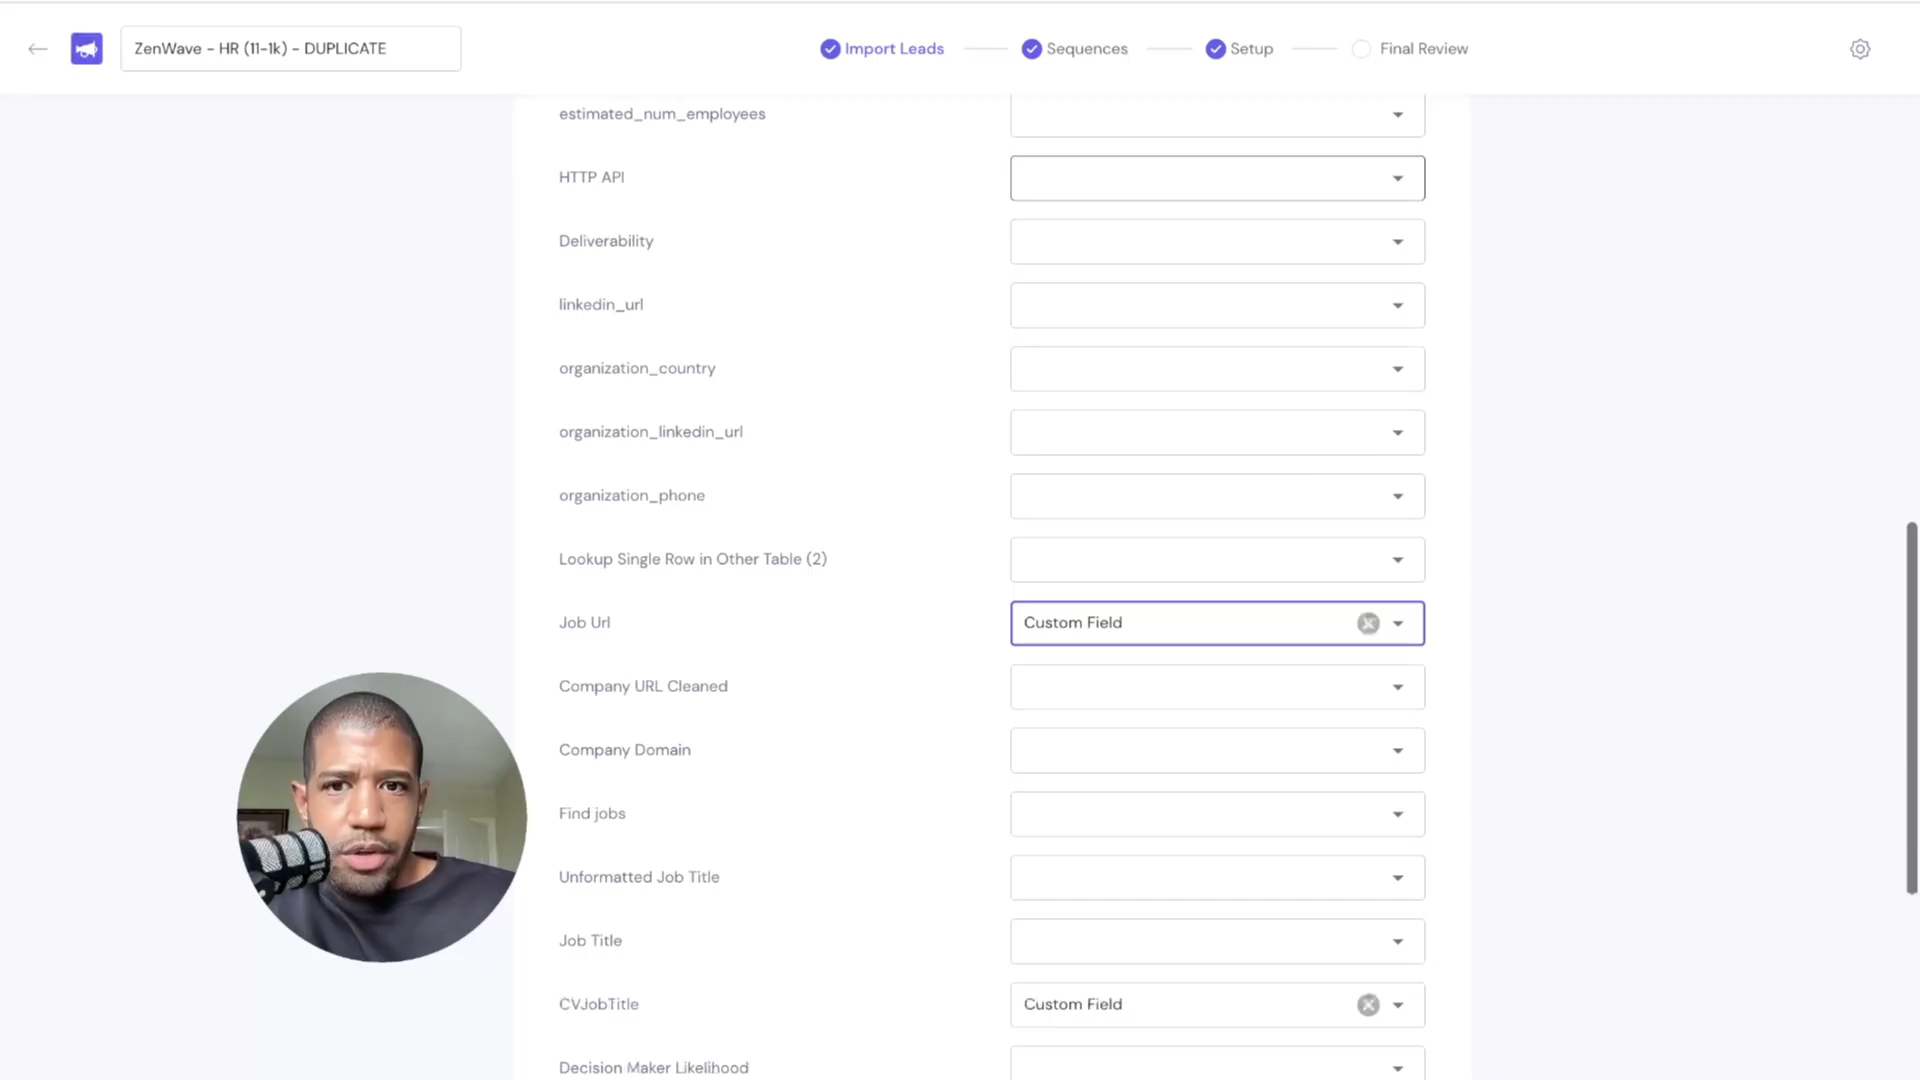 ZenWave - HR (11-1k) - DUPLICATE
Import Leads
Sequences
Setup
Final Review
estimated_num_employees
HTTP API
Deliverability
linkedin_url
organization_country
organization_linkedin_url
organization_phone
Lookup Single Row in Other Table (2)
Job Url
Custom Field
Company URL Cleaned
Company Domain
Find jobs
Unformatted Job Title
Job Title
CVJobTitle
Custom Field
Decision Maker Likelihood